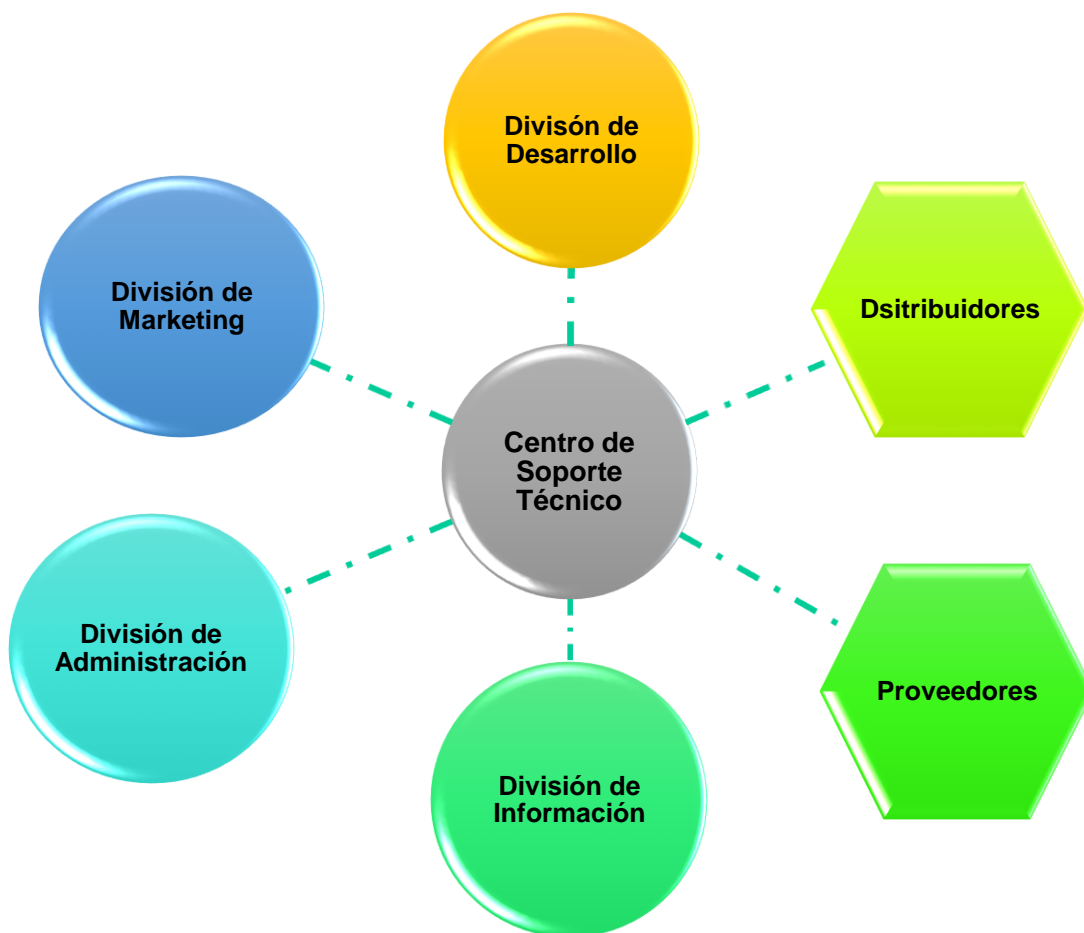 Divisón de
Desarrollo
División de
Marketing
Dsitribuidores
Centro de
Soporte
Técnico
División de
Administración
Proveedores
División de
Información